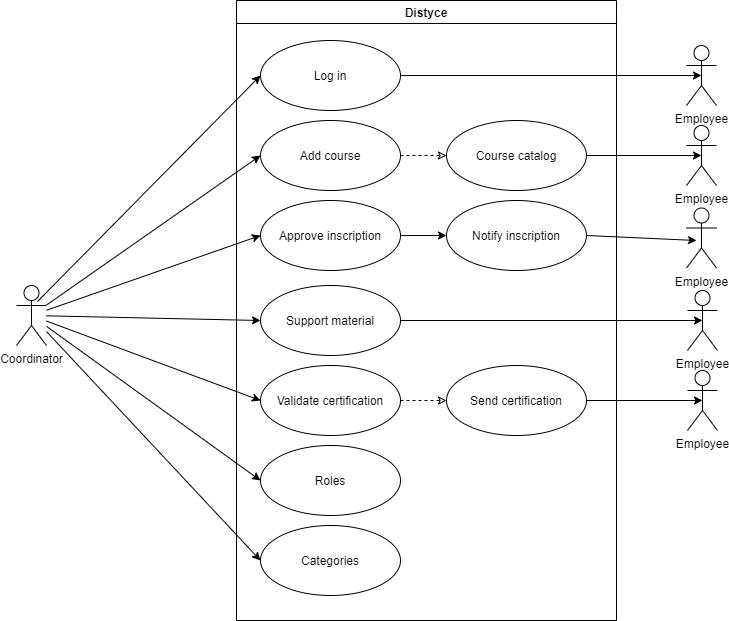 Distyce
Log in
Employee
Add course
Course catalog
Employee
Approve inscription
Notify inscription
Employee
Coordinator
Support material
Employee
Validate certification
Send certification
Employee
Roles
Categories